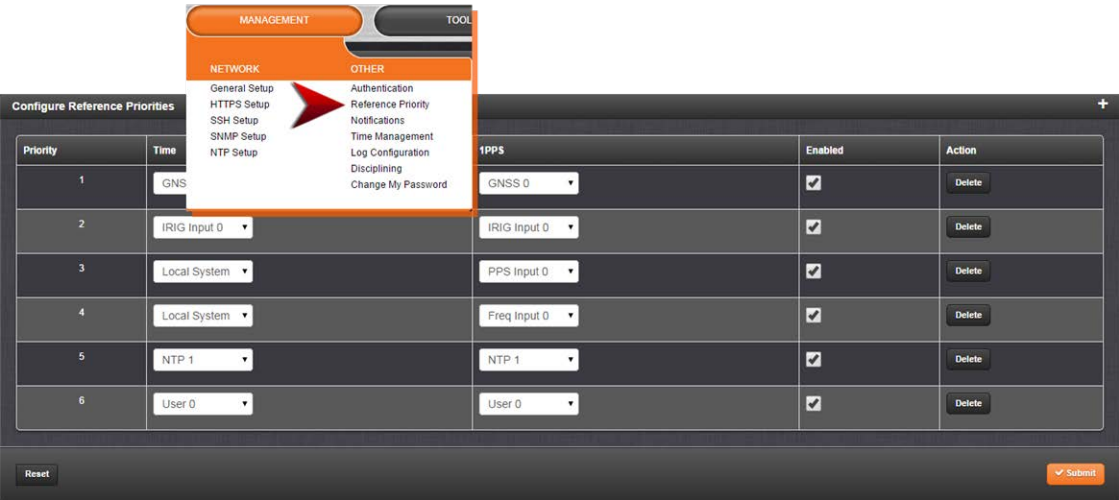 MANAGEMENT
TOOL
NETWORK
OTHER
General Setup
HTTPS Setup
SSH Setup
SNMP Setup
NTP Setup
Authentication
Reference Priority
Notifications
Time Management
Log Configuration
Disciplining
Change My Password
Configure Reference Priorities +
Priority Time 1PPS Enabled Action
1 GNS GNSS 0 Delete
2 IRIG Input 0 IRIG Input 0 Delete
3 Local System PPS Input 0 Delete
4 Local System Freq Input 0 Delete
5 NTP 1 NTP 1 Delete
6 User 0 User 0 Delete
Reset Submit